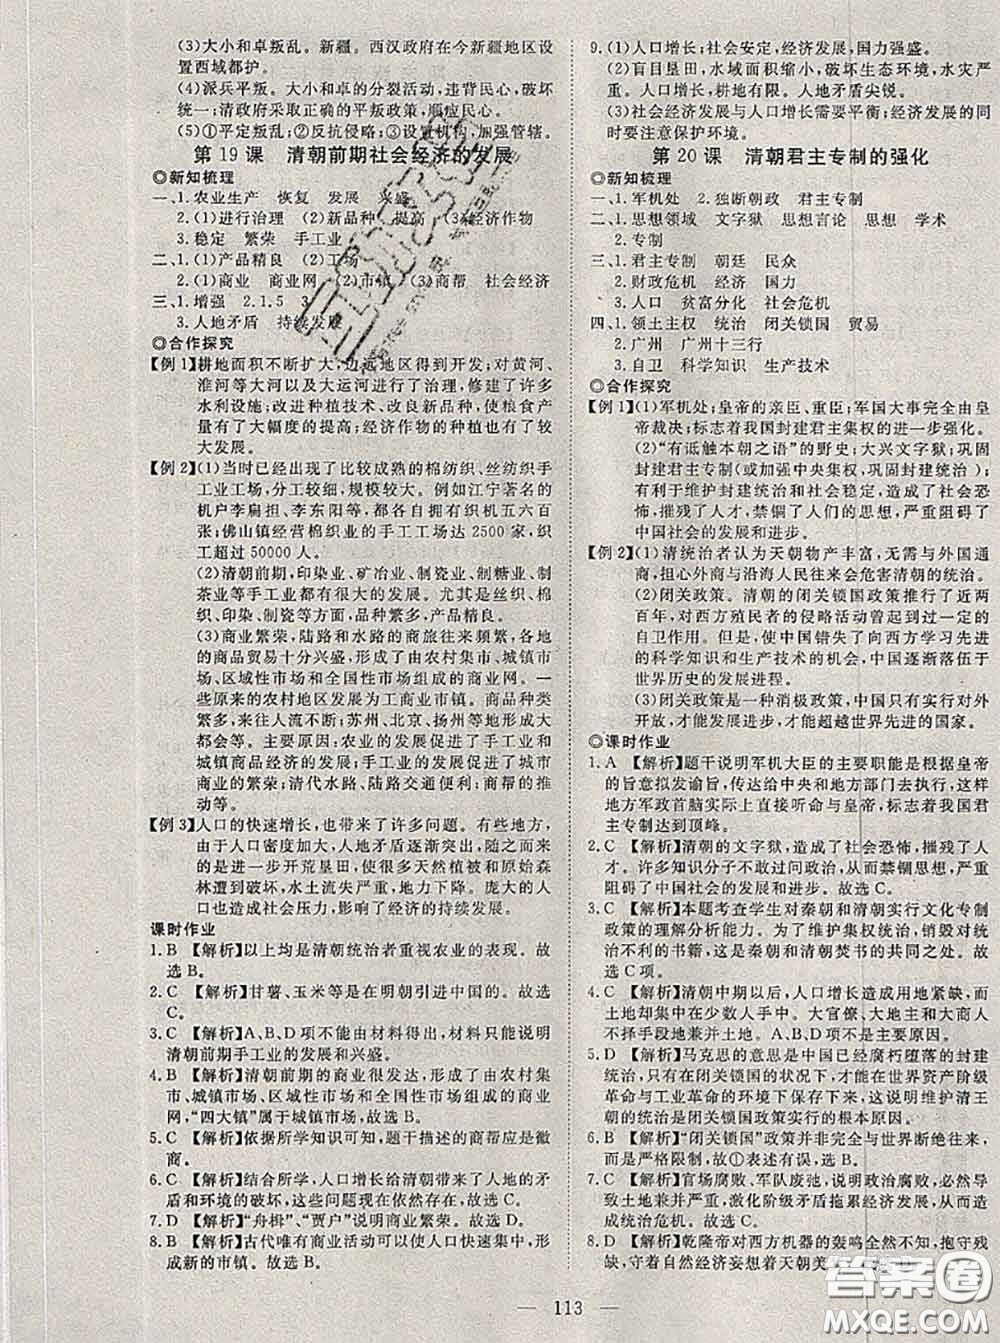 (3)大小和卓叛乱。新疆。西汉政府在今新疆地区设
置西域都护。
(4)派兵平叛。大小和卓的分裂活动，违背民心，破坏
统一；清政府采取正确的平叛政策，顺应民心。
(5)①平定叛乱；②反抗侵略；③设置机构，加强管辖。
第19课 清朝前期社会经济的发展
◎新知梳理
一、1.农业生产 恢复 发展 兴盛
2.(1)进行治理 (2)新品种 提高 (3)经济作物
3.稳定 繁荣 手工业
二、1.(1)产品精良 (2)工场
2.(1)商业 商业网 (2)市镇 (3)商帮 社会经济
三、1.增强 2.1.5 3
3.人地矛盾 持续发展
◎合作探究
【例1】耕地面积不断扩大，边远地区得到开发；对黄河、
淮河等大河以及大运河进行了治理，修建了许多
水利设施；改进种植技术、改良新品种，使粮食产
量有了大幅度的提高；经济作物的种植也有了较
大发展。
【例2】(1)当时已经出现了比较成熟的棉纺织、丝纺织手
工业工场，分工较细，规模较大。例如江宁著名的
机户李扁担、李东阳等，都拥有织机五六百
张；佛山镇经营棉织业的手工工场达2500家，织
工超过50000人。
(2)清朝前期，印染业、矿冶业、制瓷业、制糖业、制
茶等手工业都有很大的发展。尤其是丝织、棉
织、印染、制瓷等方面，技术高超，产品精良。
(3)商业繁荣，陆路和水路的商旅往来频繁，各地
的商品贸易十分兴盛，形成了由农村集市、城镇市
场、区域性市场和全国性市场组成的商业网。一
些原来的农村地区发展为工商业市镇。商品种类
繁多，来往人流不断；苏州、北京、扬州等地形成大
都会等。主要原因：农业的发展促进了手工业和
城镇商品经济的发展；手工业的发展促进了城市
商业的繁荣；清代水路、陆路交通便利；商帮的推
动等。
【例3】人口的快速增长，也带来了许多问题。有些地方，
由于人口密度加大，人地矛盾逐渐突出，随之而来
的是进一步开荒垦田，使得很多天然植被和原始森
林遭到破坏，水土流失严重，地力下降。庞大的人
口也造成社会压力，影响了经济的持续发展。
课时作业
1.B 【解析】以上均是清朝统治者重视农业的表现。故
选B。
2.C 【解析】甘薯、玉米等是在明朝引进中国的。故选
C。
3.C 【解析】A、B、D项不能由材料得出，材料只能说明
清朝前期手工业的发展和兴盛。
4.B 【解析】清朝前期的商业很发达，形成了由农村集
市、城镇市场、区域性市场和全国性市场组成的商业
网，“四大镇”属于城镇市场，故选B。
5.C 【解析】依据所学知识可知，题干描述的商帮应是徽
商。
6.C 【解析】结合所学，人口增长给清朝带来了人地的矛
盾和环境的破坏，这些问题现在依然存在。故选C。
7.D 【解析】“舟楫”、“贾户”说明商业繁荣。故选D。
8.B 【解析】古代唯有商业活动可以使人口快速集中，形
成新的市镇。故选B。
9.(1)人口增长；社会安定，经济发展，国力强盛。
(2)盲目垦田，水域面积缩小，破坏生态环境，水灾严
重。人口增长，耕地有限。人地矛盾尖锐。
(3)社会经济发展与人口增长需要平衡；经济发展的同
时要注意保护环境。
第20课 清朝君主专制的强化
◎新知梳理
一、1.军机处 2.独断朝政 君主专制
二、1.思想领域 文字狱 思想言论 思想 学术
2.专制
三、1.君主专制 朝廷 民众
2.财政危机 经济 国力
3.人口 贫富分化 社会危机
四、1.领土主权 统治 闭关锁国 贸易
2.广州 广州十三行
3.自卫 科学知识 生产技术
◎合作探究
【例1】(1)军机处；皇帝的亲臣、重臣；军国大事完全由皇
帝裁决；标志着我国封建君主集权的进一步强化。
(2)“有诋触本朝之语”的野史；大兴文字狱；巩固
封建君主专制(或加强中央集权，巩固封建统治)；
有利于维护封建统治和社会稳定，造成了社会恐
怖，摧残了人才，禁锢了人们的思想，严重阻碍了
中国社会的发展和进步。
【例2】(1)清统治者认为天朝物产丰富，无需与外国通
商，担心外商与沿海人民往来会危害清朝的统治。
(2)闭关政策。清朝的闭关锁国政策实行了近两
百年，对西方殖民者的侵略活动曾起到过一定的
自卫作用。但是，中国错失了向西方学习先进
的科学知识和生产技术的机会，中国逐渐落伍于
世界历史的发展进程。
(3)闭关政策是一种消极政策，中国只有实行对外
开放，才能发展进步，才能超越世界先进的国家。
◎课时作业
1.A 【解析】题干说明军机大臣的主要职能是根据皇帝
的旨意拟发谕旨，传达给中央和地方部门去执行，这样
地方军政首脑实际上直接听命与皇帝，标志着我国君
主专制达到顶峰。
2.C 【解析】清朝的文字狱，造成了社会恐怖，摧残了人
才。许多知识分子不敢过问政治，从而禁锢思想，严重
阻碍了中国社会的发展和进步。故选C。
3.C 【解析】本题考查学生对秦朝和清朝实行文化专制
政策的理解分析能力。为了维护集权统治，销毁对统
治不利的书籍，这是秦朝和清朝焚书的共同之处。故
选C项。
4.C 【解析】清朝中期以后，人口增长造成用地紧缺，而
土地却集中在少数人手中。大官僚、大地主和大商人
不择手段地兼并土地。A、B、D不是主要原因。
5.D 【解析】马克思的意思是中国已经腐朽堕落的封建
统治，以闭关锁国的状况下，才能在世界资产阶级
革命与工业革命的环境下保存自己，这说明维护清王
朝的统治是闭关锁国政策实行的根本原因。
6.B 【解析】“闭关锁国”政策并非完全与世界断绝往来，
而是严格限制，故①表述有误。故选B。
7.C 【解析】官场腐败、军队废弛，说明政治腐败，必然会导
致土地兼并严重，激化阶级矛盾拖累经济发展，从而
造成统治危机。故选C。
8.D 【解析】乾隆帝对西方机器的轰鸣全然不知，抱守残
缺，守着自然经济妄想着天朝美
113
答案圈
MXQE.COM